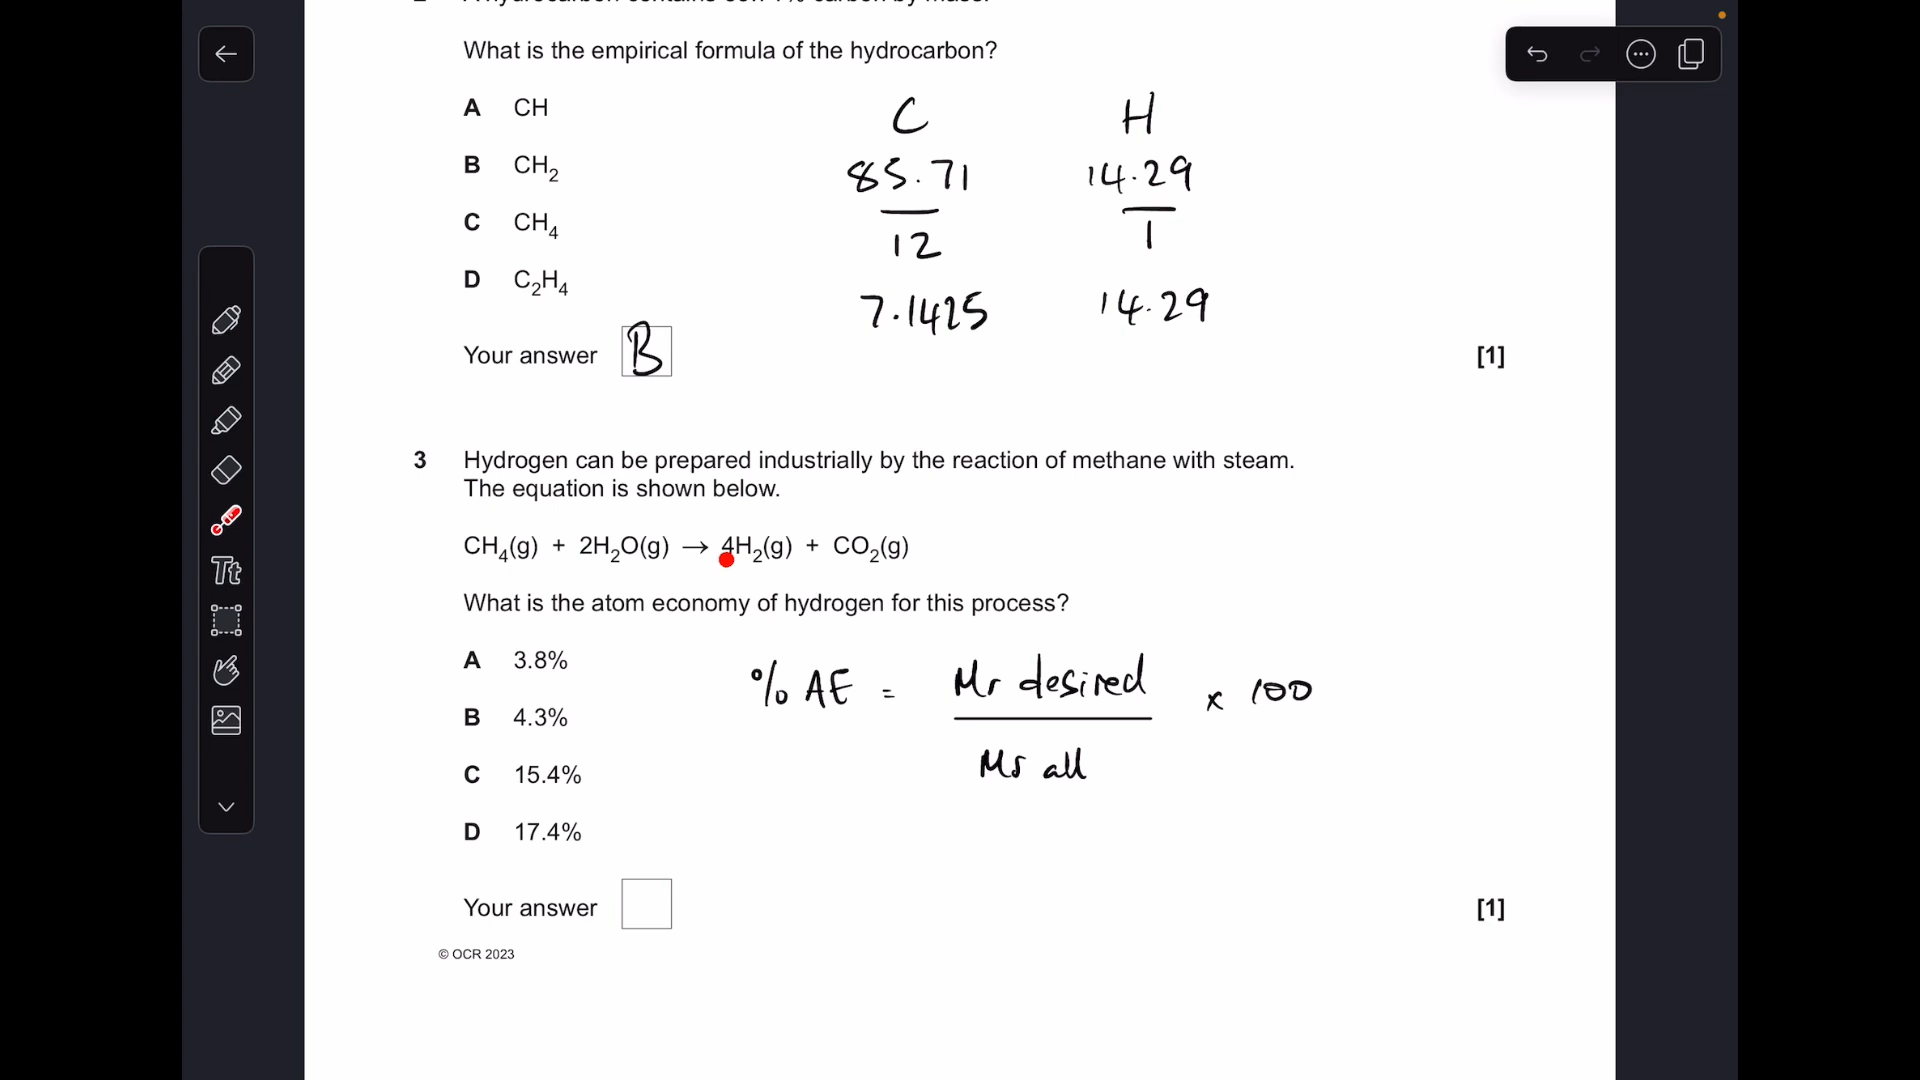 What is the empirical formula of the hydrocarbon?
A CH
B CH₂
C CH₄
D C₂H₄
C H
85.71 14.29
12 1
7.1425 14.29
Your answer B [1]
3 Hydrogen can be prepared industrially by the reaction of methane with steam.
The equation is shown below.
CH₄(g) + 2H₂O(g) → 4H₂(g) + CO₂(g)
What is the atom economy of hydrogen for this process?
A 3.8%
B 4.3%
C 15.4%
D 17.4%
% AE = Mr desired × 100
Mr all
Your answer [1]
© OCR 2023
Tt